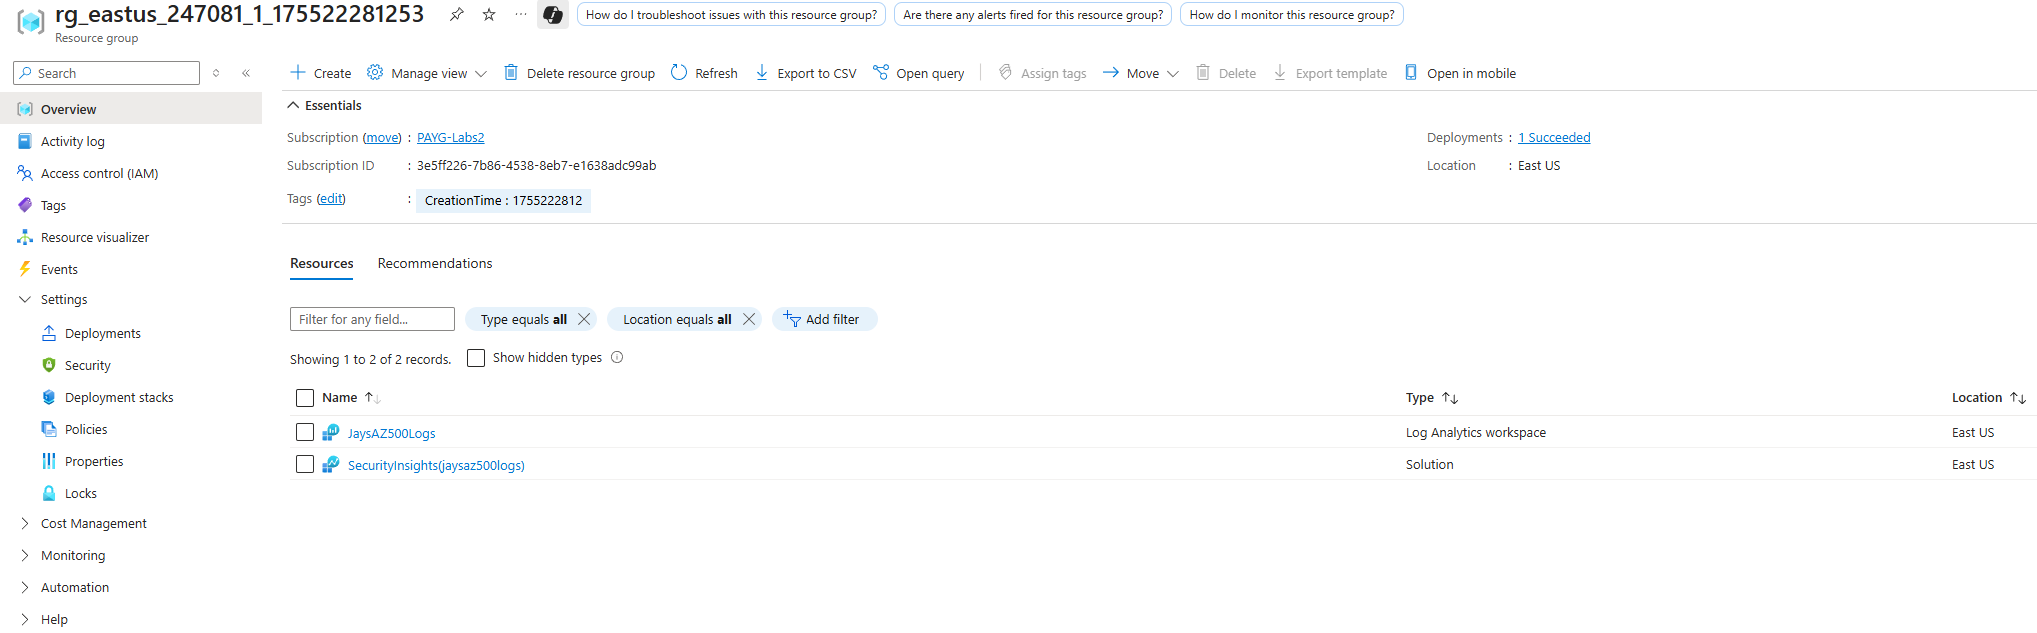 rg_eastus_247081_1_175522281253
Resource group
How do I troubleshoot issues with this resource group?
Are there any alerts fired for this resource group?
How do I monitor this resource group?
Search
Overview
Activity log
Access control (IAM)
Tags
Resource visualizer
Events
Settings
Deployments
Security
Deployment stacks
Policies
Properties
Locks
Cost Management
Monitoring
Automation
Help
Create Manage view Delete resource group Refresh Export to CSV Open query Assign tags Move Delete Export template Open in mobile
Essentials
Subscription (move) : PAYG-Labs2
Subscription ID : 3e5ff226-7b86-4538-8eb7-e1638adc99ab
Tags (edit) : CreationTime : 1755222812
Deployments : 1 Succeeded
Location : East US
Resources Recommendations
Filter for any field... Type equals all Location equals all Add filter
Showing 1 to 2 of 2 records. Show hidden types
Name Type Location
JaysAZ500Logs Log Analytics workspace East US
SecurityInsights(jaysaz500logs) Solution East US